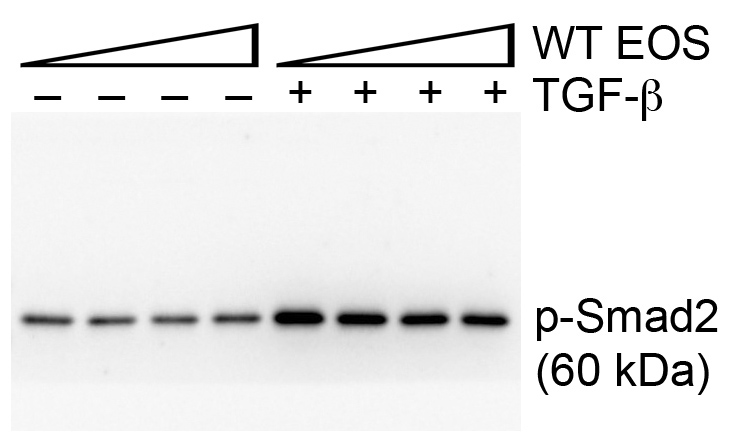 WT EOS
– – – – + + + + TGF-β
p-Smad2
(60 kDa)